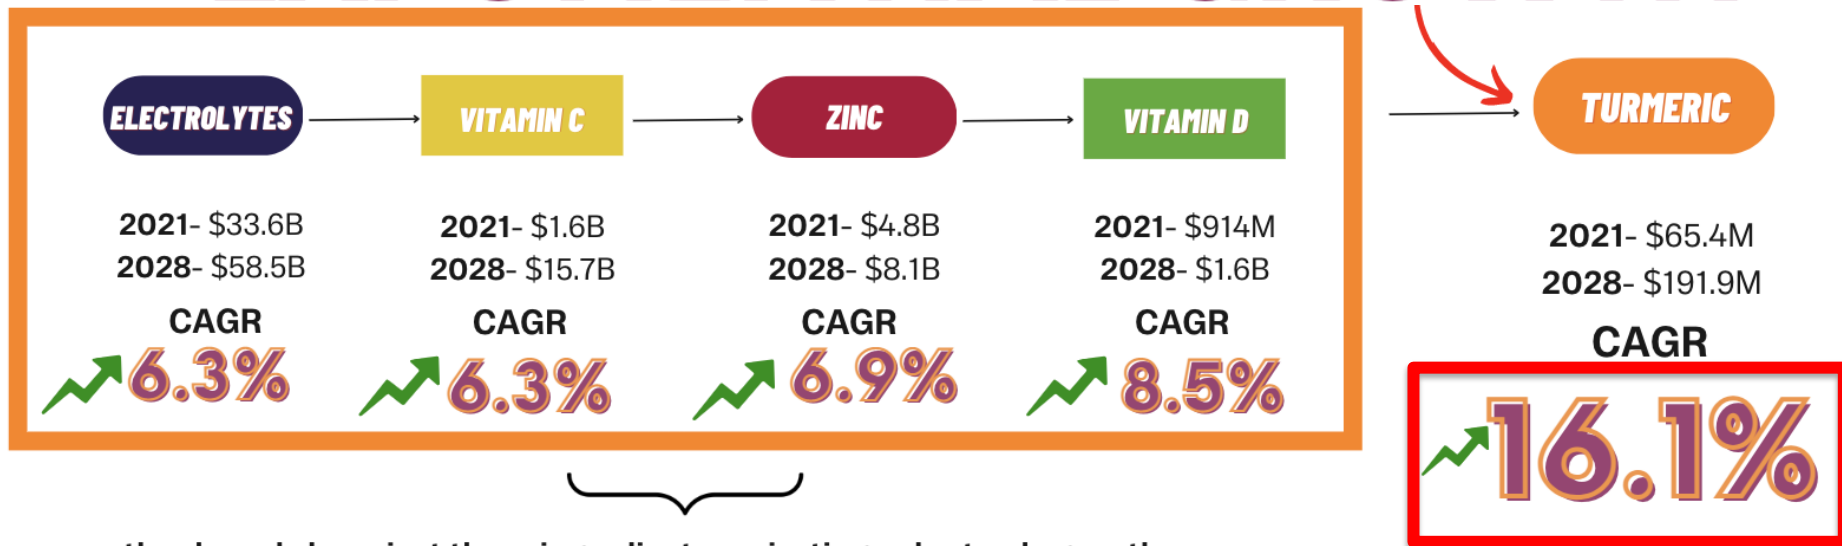 ELECTROLYTES
2021- $33.6B
2028- $58.5B
CAGR
6.3%
VITAMIN C
2021- $1.6B
2028- $15.7B
CAGR
6.3%
ZINC
2021- $4.8B
2028- $8.1B
CAGR
6.9%
VITAMIN D
2021- $914M
2028- $1.6B
CAGR
8.5%
TURMERIC
2021- $65.4M
2028- $191.9M
CAGR
16.1%